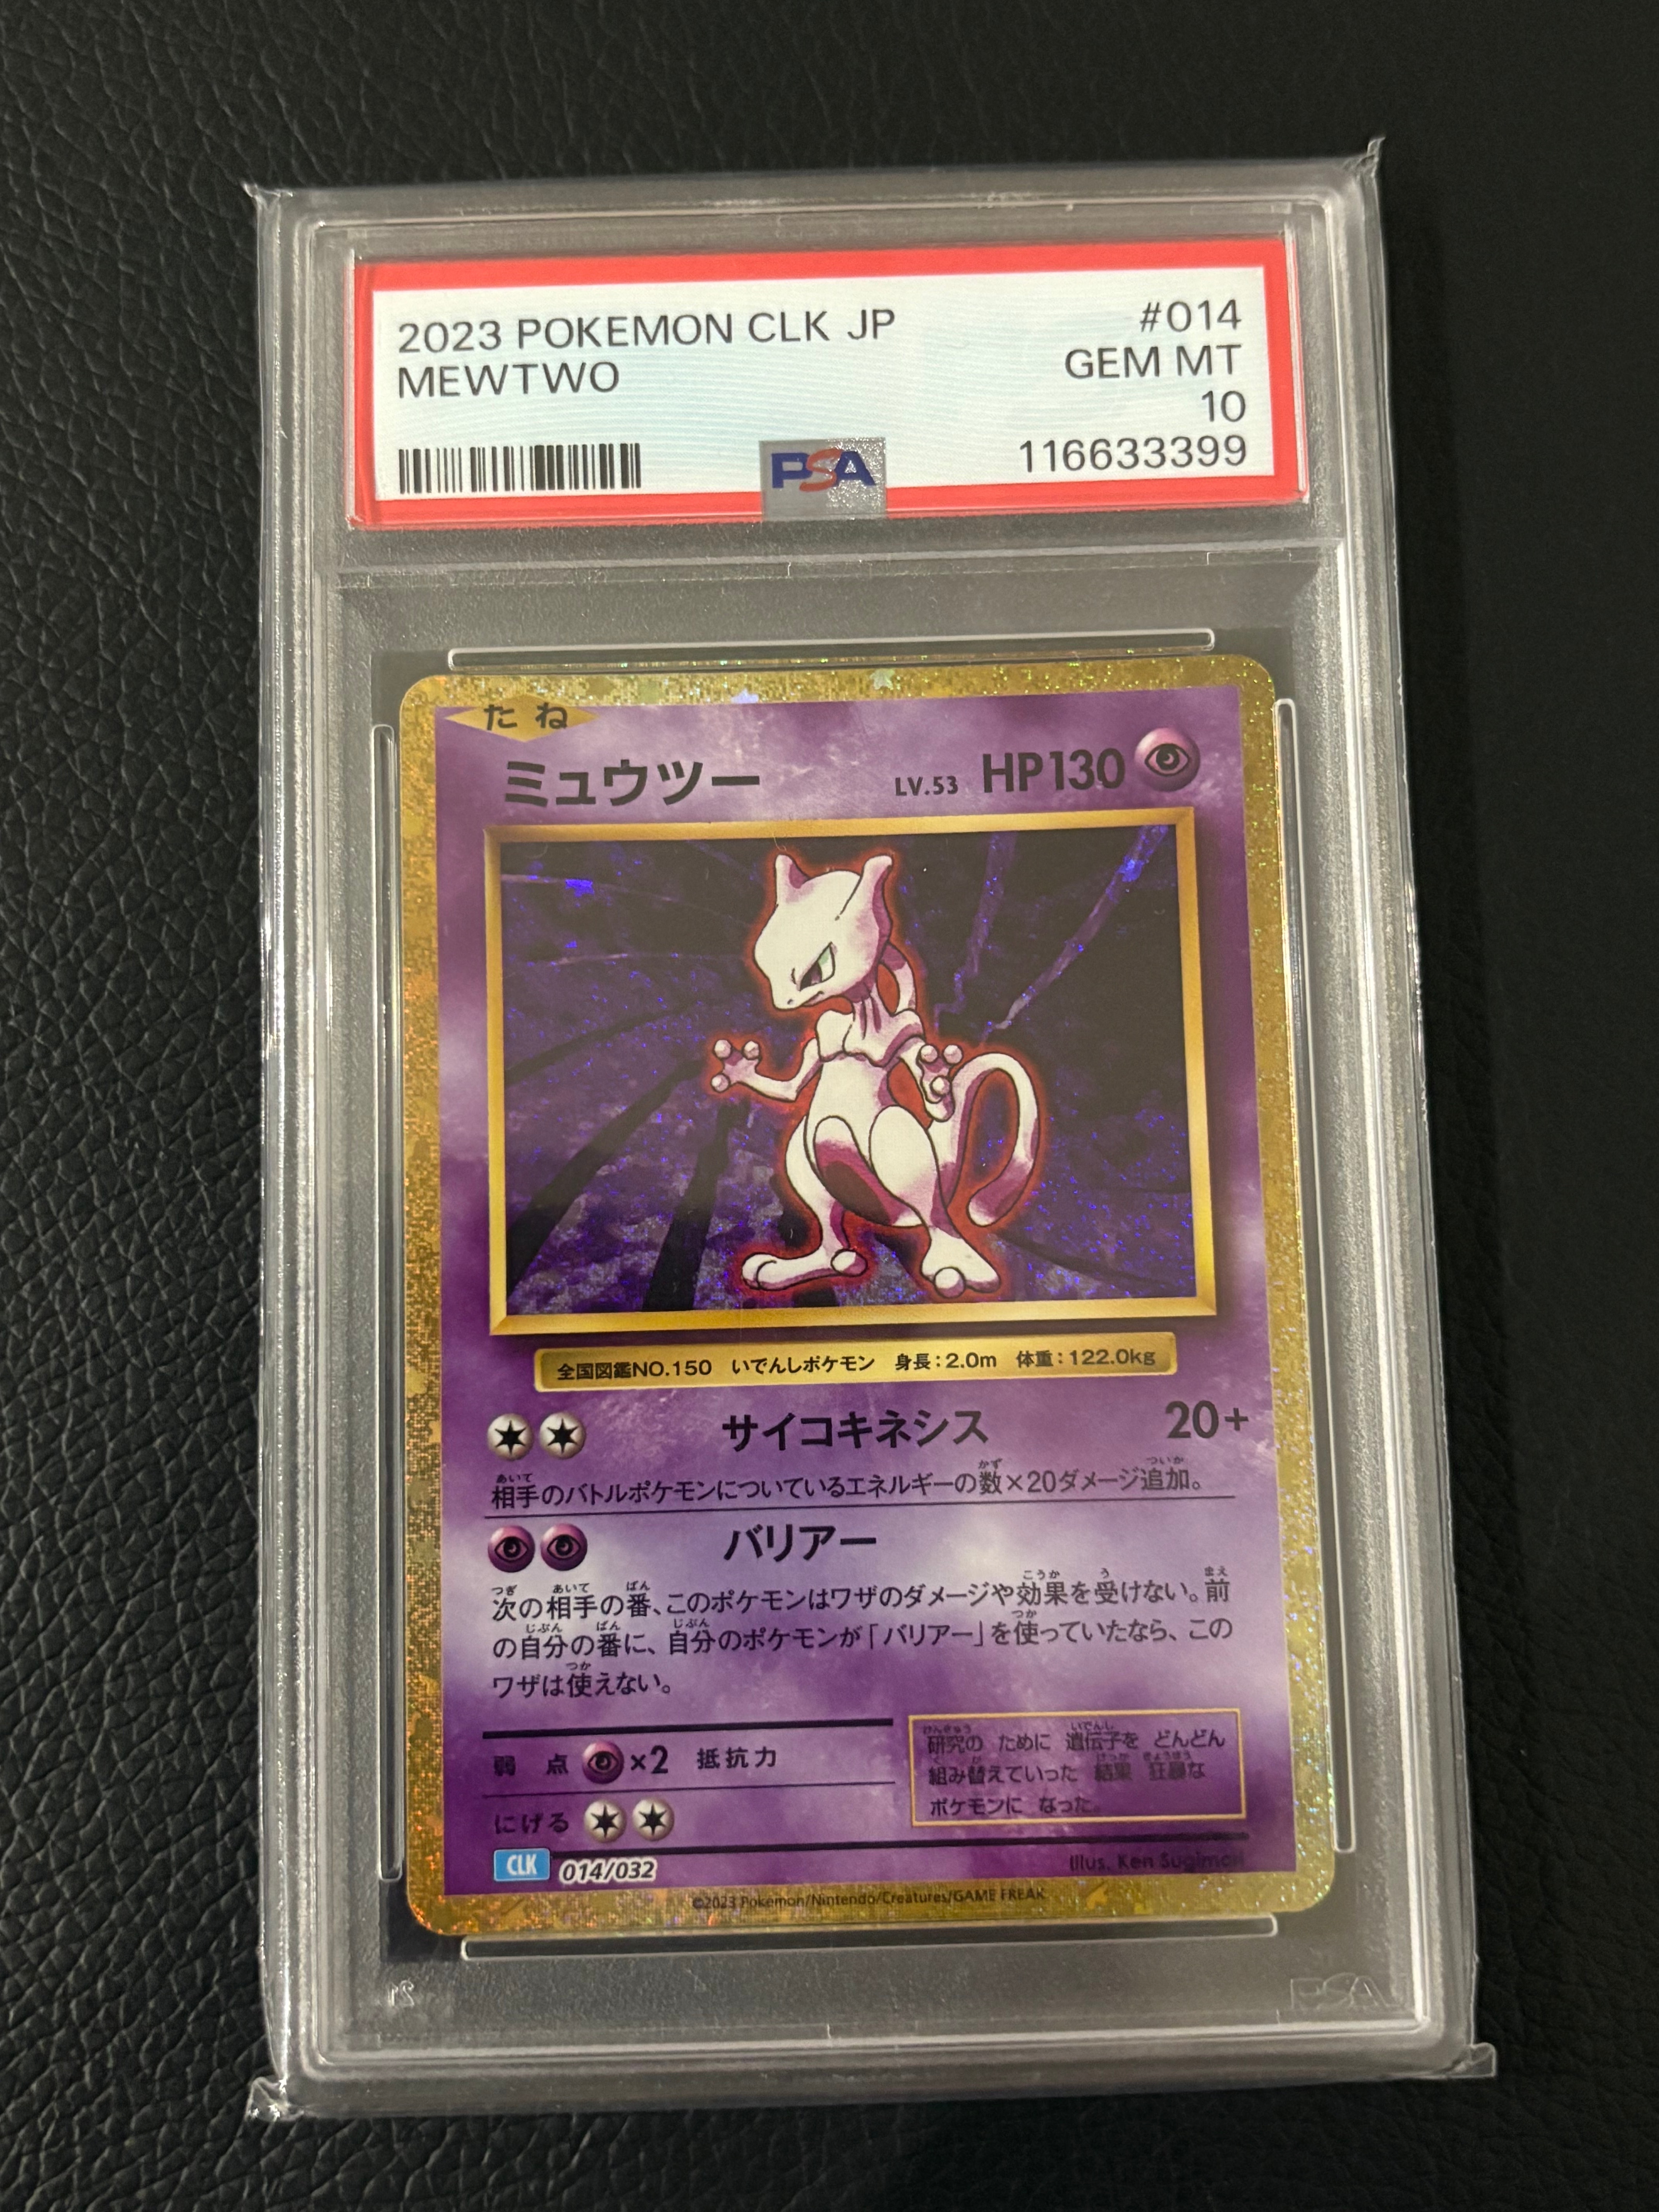 2023 POKEMON CLK JP
#014
MEWTWO
GEM MT
10
PSA
116633399
たね
ミュウツー
LV.53 HP130
全国図鑑NO.150 いでんしポケモン 身長:2.0m 体重:122.0kg
サイコキネシス 20+
相手のバトルポケモンについているエネルギーの数×20ダメージ追加。
バリアー
次の相手の番、このポケモンはワザのダメージや効果を受けない。前
の自分の番に、自分のポケモンが「バリアー」を使っていたなら、この
ワザは使えない。
弱 点 ×2 抵抗力
にげる
研究の ために 遺伝子を どんどん
組み替えていった 結果 狂暴な
ポケモンに なった。
CLK 014/032
Illus. Ken Sugimori
©2023 Pokémon/Nintendo/Creatures/GAME FREAK
PSA